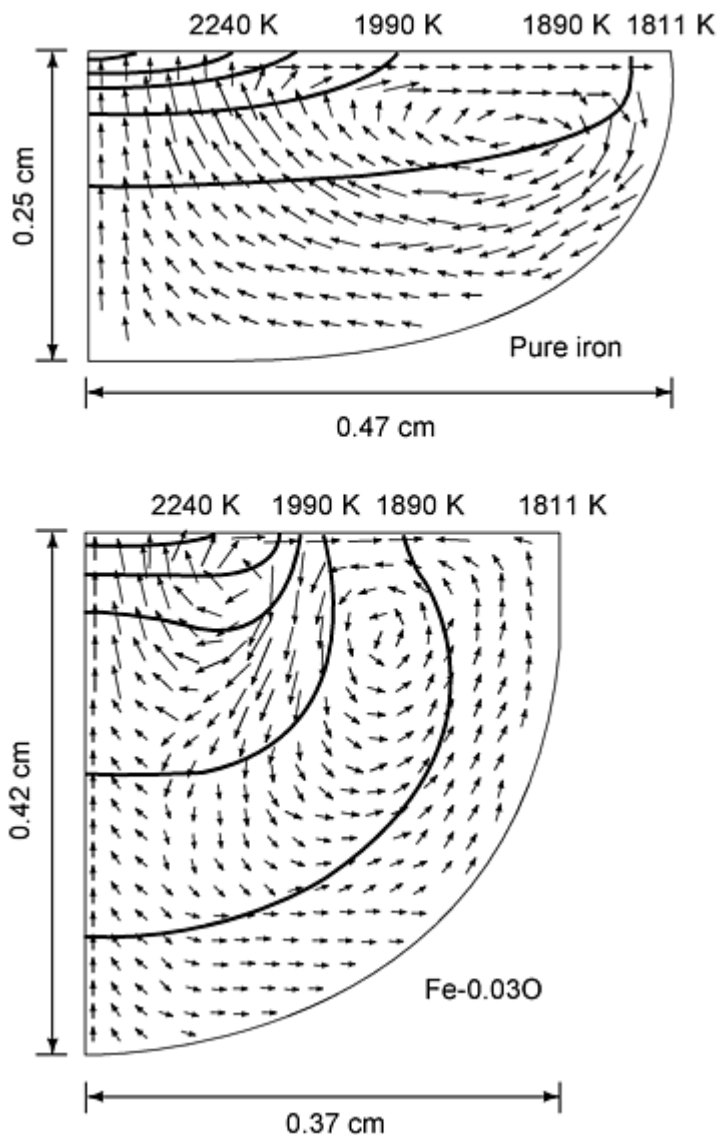 2240 K 1990 K 1890 K 1811 K
0.25 cm
Pure iron
0.47 cm
2240 K 1990 K 1890 K 1811 K
0.42 cm
Fe-0.03O
0.37 cm